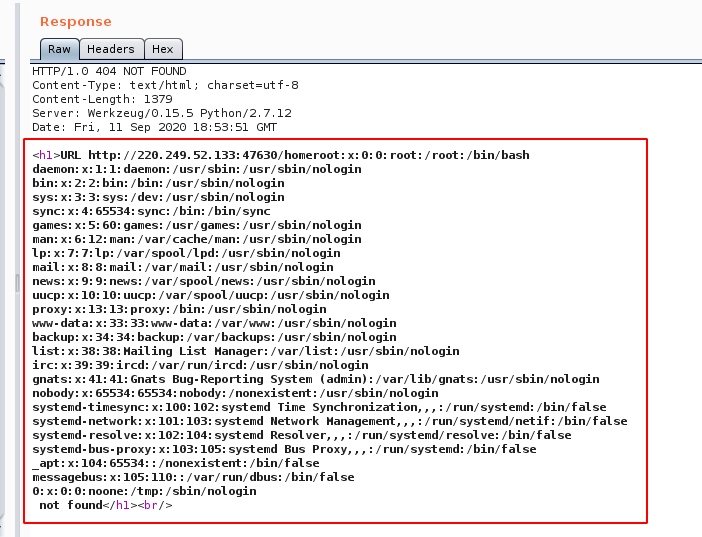 Response
Raw Headers Hex
HTTP/1.0 404 NOT FOUND
Content-Type: text/html; charset=utf-8
Content-Length: 1379
Server: Werkzeug/0.15.5 Python/2.7.12
Date: Fri, 11 Sep 2020 18:53:51 GMT
<h1>URL http://220.249.52.133:47630/homeroot:x:0:0:root:/root:/bin/bash
daemon:x:1:1:daemon:/usr/sbin:/usr/sbin/nologin
bin:x:2:2:bin:/bin:/usr/sbin/nologin
sys:x:3:3:sys:/dev:/usr/sbin/nologin
sync:x:4:65534:sync:/bin:/bin/sync
games:x:5:60:games:/usr/games:/usr/sbin/nologin
man:x:6:12:man:/var/cache/man:/usr/sbin/nologin
lp:x:7:7:lp:/var/spool/lpd:/usr/sbin/nologin
mail:x:8:8:mail:/var/mail:/usr/sbin/nologin
news:x:9:9:news:/var/spool/news:/usr/sbin/nologin
uucp:x:10:10:uucp:/var/spool/uucp:/usr/sbin/nologin
proxy:x:13:13:proxy:/bin:/usr/sbin/nologin
www-data:x:33:33:www-data:/var/www:/usr/sbin/nologin
backup:x:34:34:backup:/var/backups:/usr/sbin/nologin
list:x:38:38:Mailing List Manager:/var/list:/usr/sbin/nologin
irc:x:39:39:ircd:/var/run/ircd:/usr/sbin/nologin
gnats:x:41:41:Gnats Bug-Reporting System (admin):/var/lib/gnats:/usr/sbin/nologin
nobody:x:65534:65534:nobody:/nonexistent:/usr/sbin/nologin
systemd-timesync:x:100:102:systemd Time Synchronization,,,:/run/systemd:/bin/false
systemd-network:x:101:103:systemd Network Management,,,:/run/systemd/netif:/bin/false
systemd-resolve:x:102:104:systemd Resolver,,,:/run/systemd/resolve:/bin/false
systemd-bus-proxy:x:103:105:systemd Bus Proxy,,,:/run/systemd:/bin/false
_apt:x:104:65534::/nonexistent:/bin/false
messagebus:x:105:110::/var/run/dbus:/bin/false
0:x:0:0:noone:/tmp:/sbin/nologin
 not found</h1><br/>